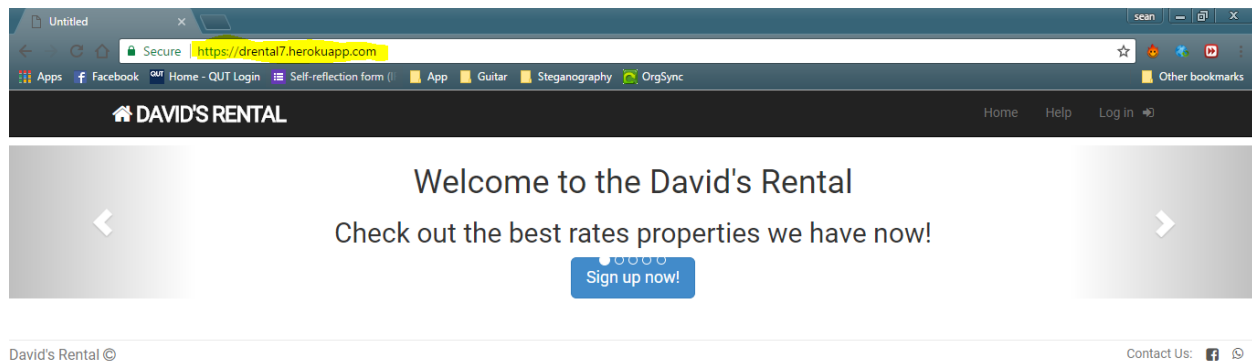 Untitled
sean
Secure https://drental7.herokuapp.com
Apps Facebook QUT Home - QUT Login Self-reflection form (I App Guitar Steganography OrgSync Other bookmarks
DAVID'S RENTAL Home Help Log in
Welcome to the David's Rental
Check out the best rates properties we have now!
Sign up now!
David's Rental © Contact Us: